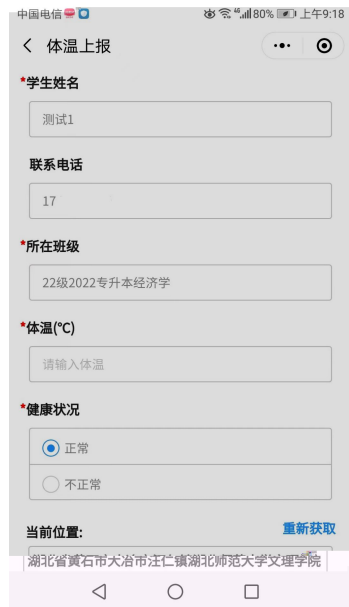 中国电信 46 80% 上午9:18
体温上报
*学生姓名
测试1
联系电话
17
*所在班级
22级2022专升本经济学
*体温(℃)
请输入体温
*健康状况
正常
不正常
当前位置: 重新获取
湖北省黄石市大冶市汪仁镇湖北师范大学文理学院